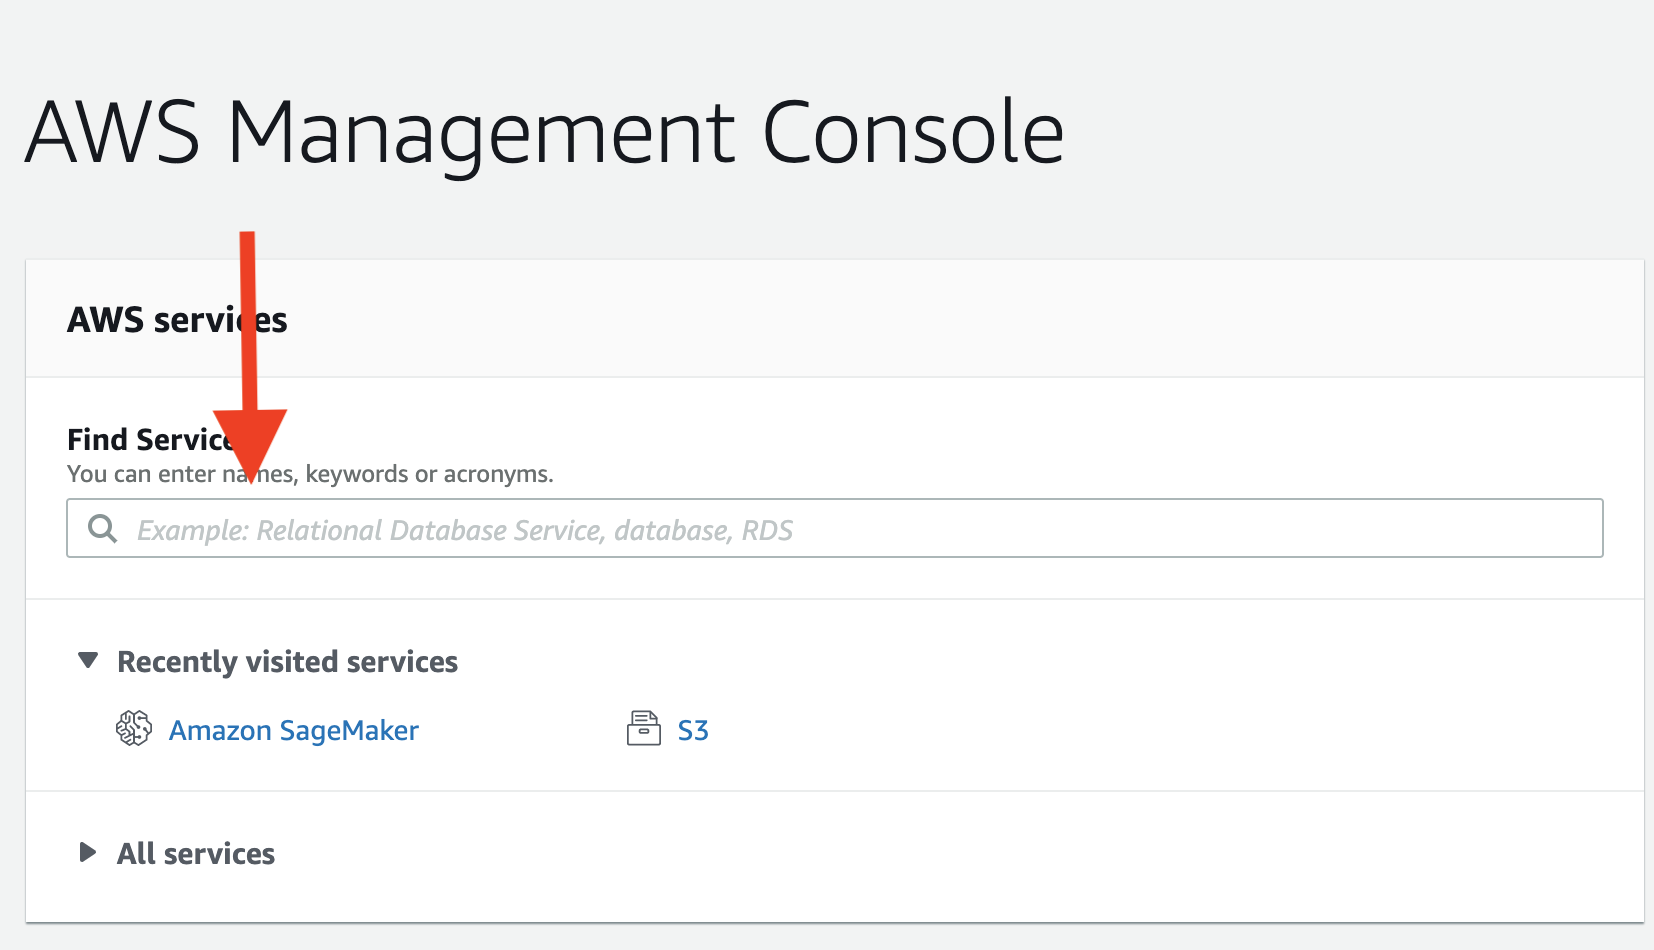 AWS Management Console
AWS services
Find Services
You can enter names, keywords or acronyms.
Example: Relational Database Service, database, RDS
Recently visited services
Amazon SageMaker
S3
All services